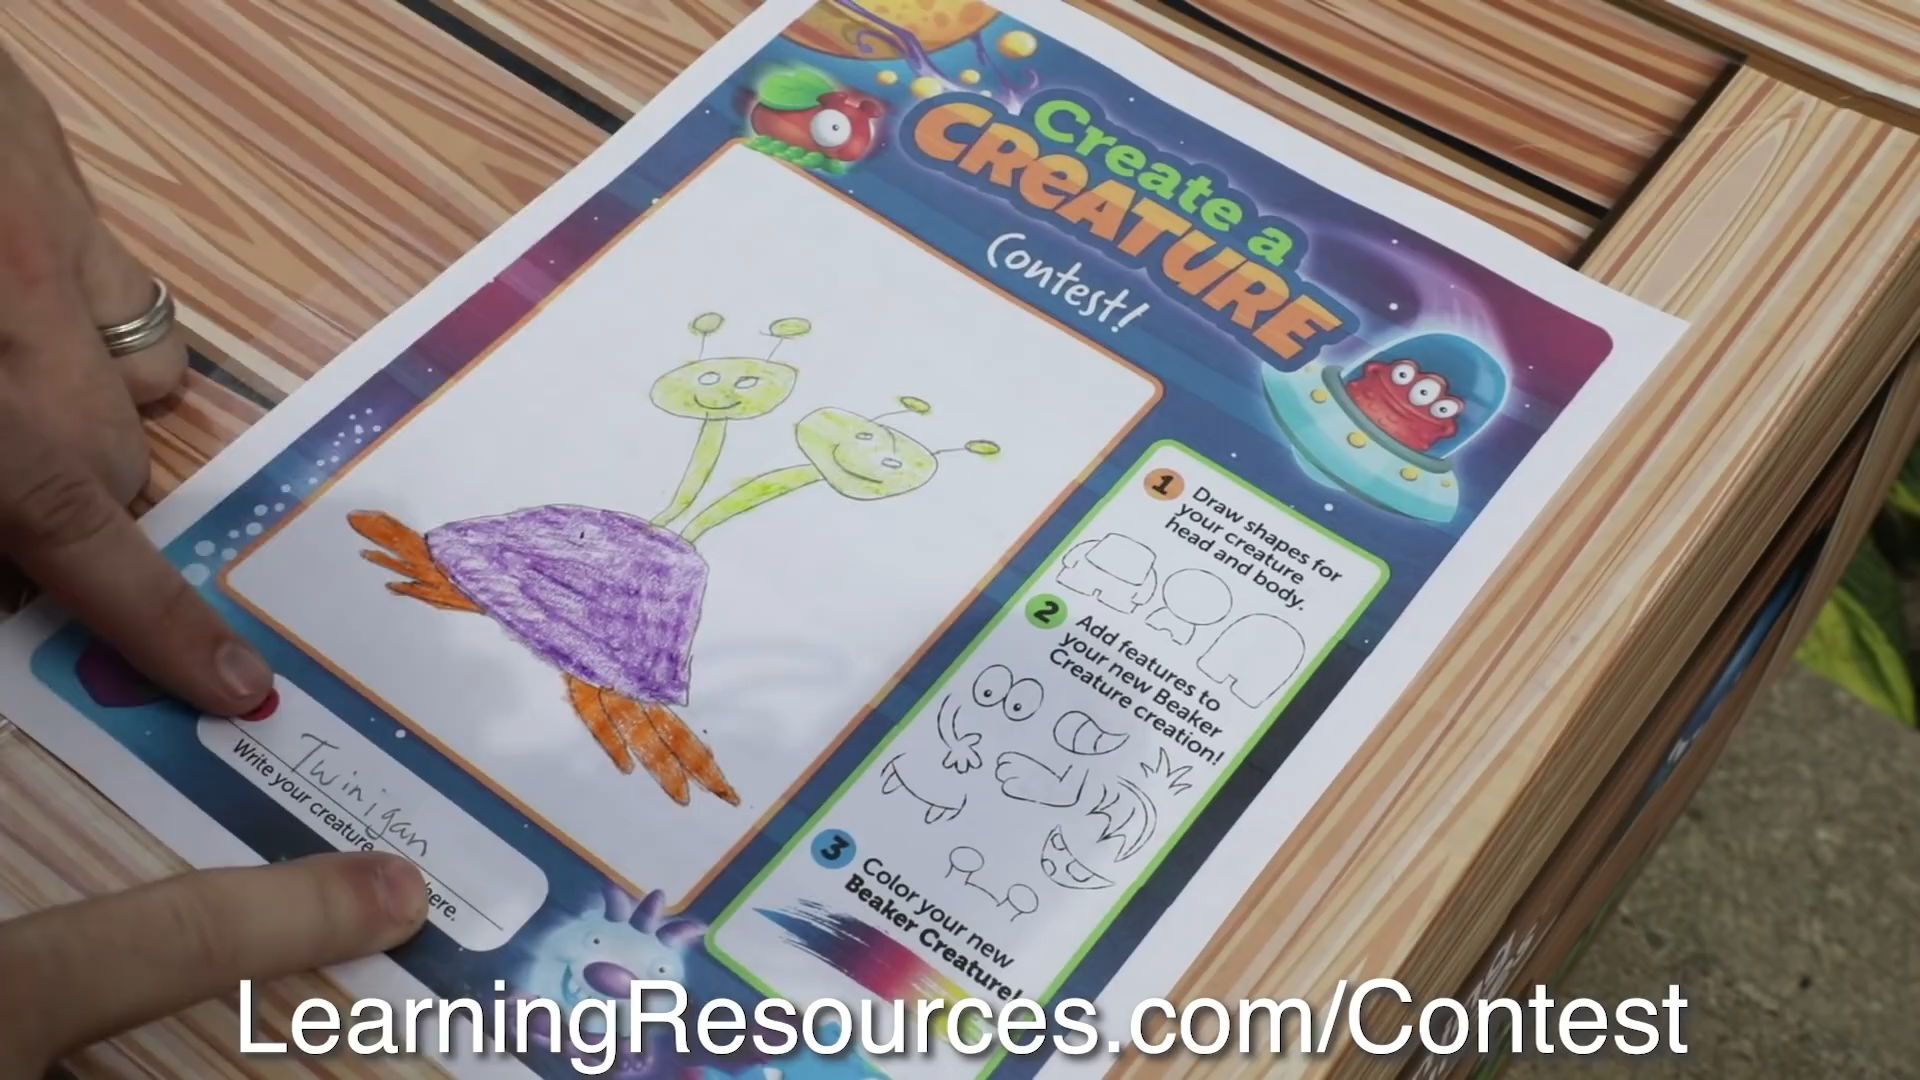 Create a
CREATURE
Contest!
1 Draw shapes for
your creature
head and body.
2 Add features to
your new Beaker
Creature creation!
3 Color your new
Beaker Creature!
Twinigan
Write your creature
here.
LearningResources.com/Contest